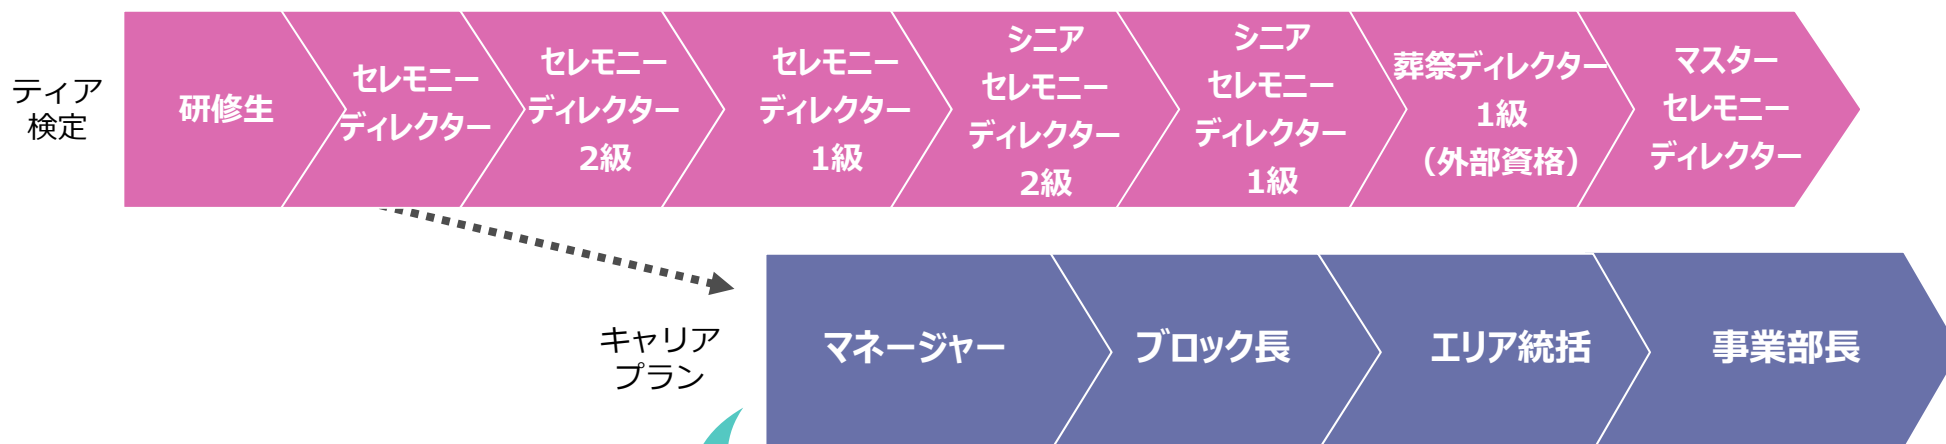 ティア
検定
研修生
セレモニー
ディレクター
セレモニー
ディレクター
2級
セレモニー
ディレクター
1級
シニア
セレモニー
ディレクター
2級
シニア
セレモニー
ディレクター
1級
葬祭ディレクター
1級
（外部資格）
マスター
セレモニー
ディレクター
キャリア
プラン
マネージャー
ブロック長
エリア統括
事業部長